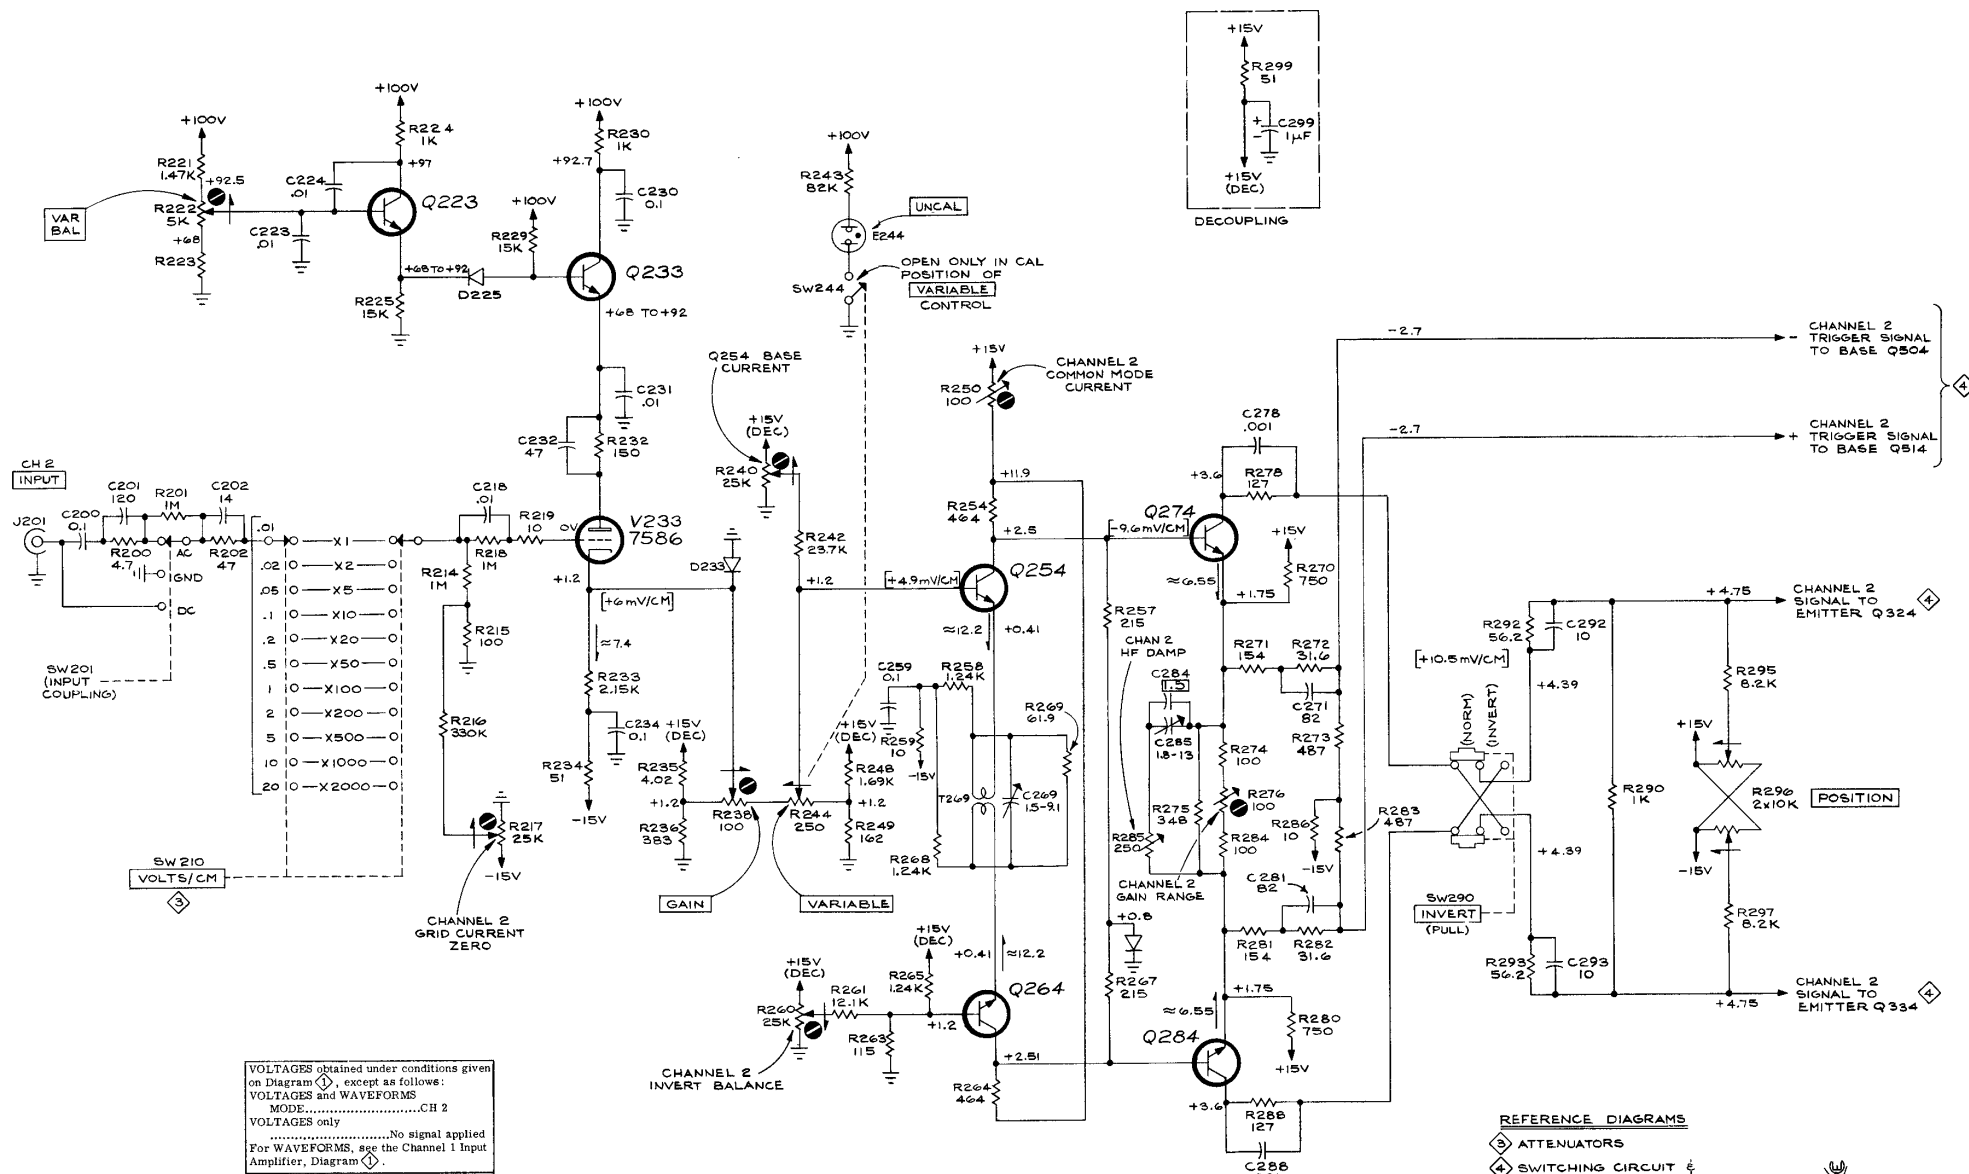 +15V
R299
51
+
-
C299
1µF
+15V
(DEC)
DECOUPLING
+100V
R224
1K
+97
+100V
R221
1.47K
+92.5
VAR
BAL
R222
5K
+68
R223
C224
.01
C223
.01
Q223
+68 TO +92
D225
R225
15K
+100V
R229
15K
+100V
R230
1K
+92.7
C230
0.1
Q233
+68 TO +92
C231
.01
C232
47
R232
150
+100V
R243
82K
UNCAL
E244
OPEN ONLY IN CAL
POSITION OF
VARIABLE
CONTROL
SW244
Q254 BASE
CURRENT
+15V
(DEC)
R240
25K
R242
23.7K
+1.2
[+4.9mV/CM]
+15V
R250
100
CHANNEL 2
COMMON MODE
CURRENT
+11.9
R254
464
+2.5
Q254
≈12.2
+0.41
CH 2
INPUT
J201
C200
0.1
C201
120
R201
1M
C202
14
R200
4.7
AC
GND
DC
R202
47
SW201
(INPUT
COUPLING)
.01
X1
.02
X2
.05
X5
.1
X10
.2
X20
.5
X50
1
X100
2
X200
5
X500
10
X1000
20
X2000
SW210
VOLTS/CM
3
C218
.01
R218
1M
R219
10
0V
V233
7586
+1.2
[+6mV/CM]
D233
≈7.4
R214
1M
R215
100
R216
330K
R217
25K
-15V
CHANNEL 2
GRID CURRENT
ZERO
R233
2.15K
C234
0.1
R234
51
-15V
+15V
(DEC)
R235
4.02
+1.2
R236
383
R238
100
GAIN
R244
250
VARIABLE
+15V
(DEC)
R248
1.69K
+1.2
R249
162
C259
0.1
R258
1.24K
R259
10
-15V
R268
1.24K
T269
C269
1.5-9.1
R269
61.9
+15V
(DEC)
R260
25K
R261
12.1K
R263
115
+15V
(DEC)
R265
1.24K
+1.2
CHANNEL 2
INVERT BALANCE
+0.41
≈12.2
Q264
+2.51
R264
464
R257
215
+0.8
R267
215
C278
.001
R278
127
+3.6
Q274
[-9.6mV/CM]
≈6.55
+1.75
+15V
R270
750
CHAN 2
HF DAMP
C284
1.5
C285
1.8-13
R285
250
R275
348
R271
154
R272
31.6
C271
82
R273
487
R274
100
R276
100
R284
100
CHANNEL 2
GAIN RANGE
R286
10
-15V
R283
487
C281
82
R281
154
R282
31.6
+1.75
≈6.55
R280
750
+15V
Q284
+3.6
R288
127
C288
-2.7
-
CHANNEL 2
TRIGGER SIGNAL
TO BASE Q504
-2.7
+
CHANNEL 2
TRIGGER SIGNAL
TO BASE Q514
4
+4.75
CHANNEL 2
SIGNAL TO
EMITTER Q324
4
R292
56.2
C292
10
[+10.5mV/CM]
+4.39
(NORM)
(INVERT)
+4.39
SW290
INVERT
(PULL)
R290
1K
R295
8.2K
+15V
R296
2x10K
POSITION
-15V
R297
8.2K
R293
56.2
C293
10
+4.75
CHANNEL 2
SIGNAL TO
EMITTER Q334
4
VOLTAGES obtained under conditions given
on Diagram 1, except as follows:
VOLTAGES and WAVEFORMS
MODE......................CH 2
VOLTAGES only
..........................No signal applied
For WAVEFORMS, see the Channel 1 Input
Amplifier, Diagram 1.
REFERENCE DIAGRAMS
3 ATTENUATORS
4 SWITCHING CIRCUIT &